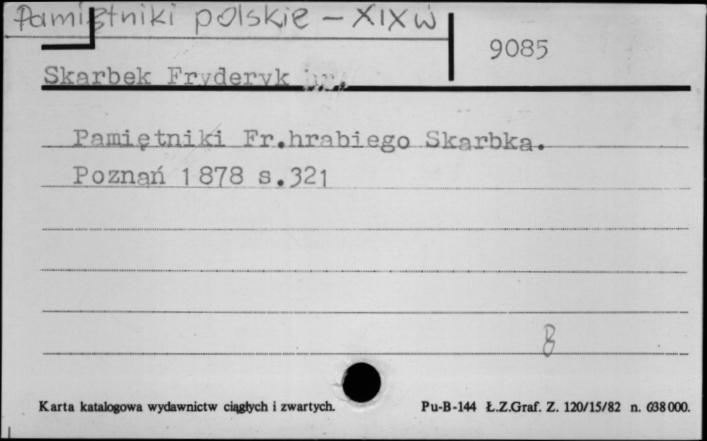 Pamiętniki polskie – XIX w
9085
Skarbek Fryderyk hr.
Pamiętniki Fr.hrabiego Skarbka.
Poznań 1878 s.321
Karta katalogowa wydawnictw ciągłych i zwartych.
Pu-B-144 Ł.Z.Graf. Z. 120/15/82 n. 638000.